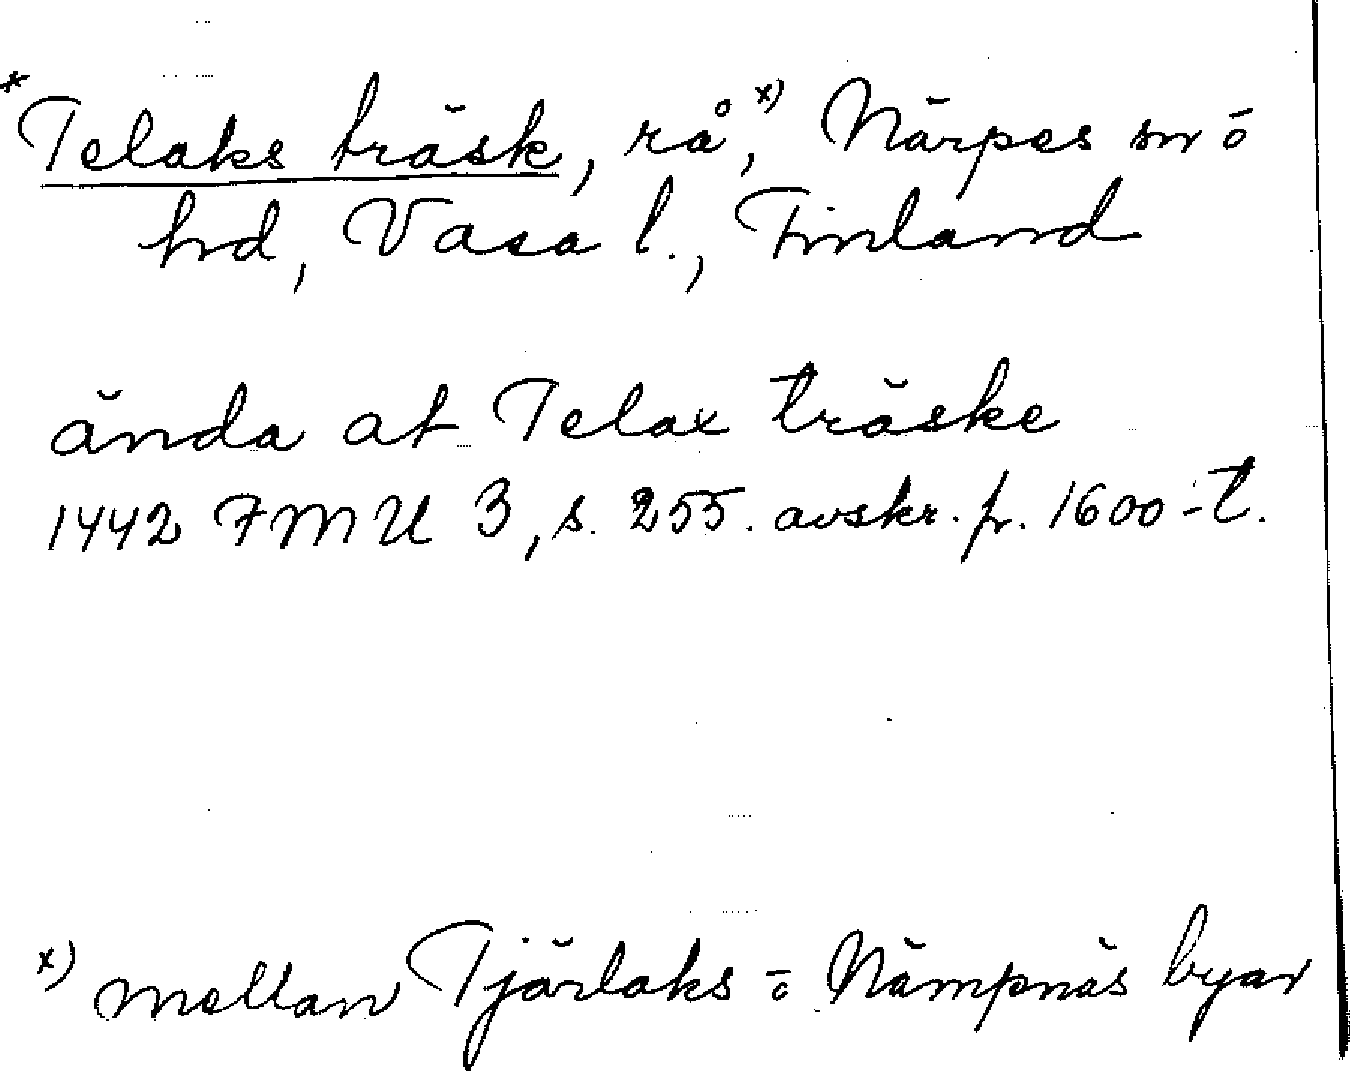 *Telaks träsk, rå,x) Närpes sn o
hd, Vasa l., Finland
ända at Telax träske
1442 FMU 3, s. 255. avskr. fr. 1600-t.
x) mellan Tjärlaks o Nämpnäs byar